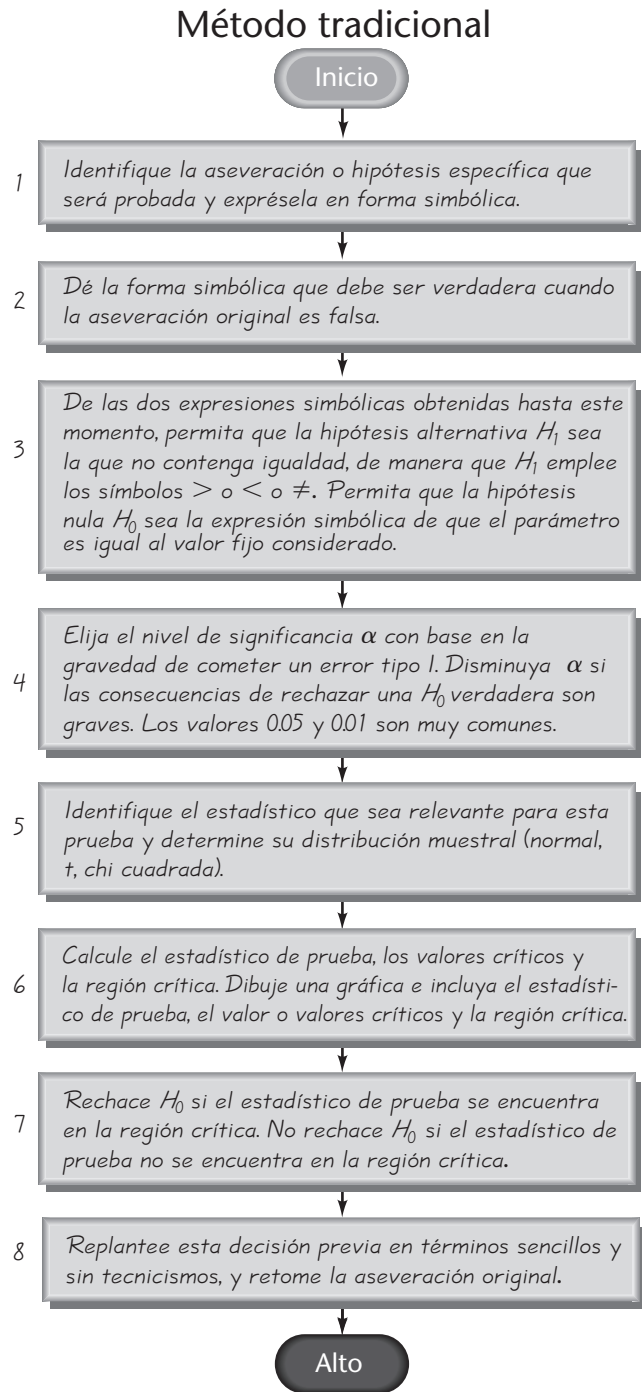 Método tradicional
Inicio
1
Identifique la aseveración o hipótesis específica que
será probada y exprésela en forma simbólica.
2
Dé la forma simbólica que debe ser verdadera cuando
la aseveración original es falsa.
3
De las dos expresiones simbólicas obtenidas hasta este
momento, permita que la hipótesis alternativa H₁ sea
la que no contenga igualdad, de manera que H₁ emplee
los símbolos > o < o ≠. Permita que la hipótesis
nula H₀ sea la expresión simbólica de que el parámetro
es igual al valor fijo considerado.
4
Elija el nivel de significancia α con base en la
gravedad de cometer un error tipo I. Disminuya α si
las consecuencias de rechazar una H₀ verdadera son
graves. Los valores 0.05 y 0.01 son muy comunes.
5
Identifique el estadístico que sea relevante para esta
prueba y determine su distribución muestral (normal,
t, chi cuadrada).
6
Calcule el estadístico de prueba, los valores críticos y
la región crítica. Dibuje una gráfica e incluya el estadísti-
co de prueba, el valor o valores críticos y la región crítica.
7
Rechace H₀ si el estadístico de prueba se encuentra
en la región crítica. No rechace H₀ si el estadístico de
prueba no se encuentra en la región crítica.
8
Replantee esta decisión previa en términos sencillos y
sin tecnicismos, y retome la aseveración original.
Alto